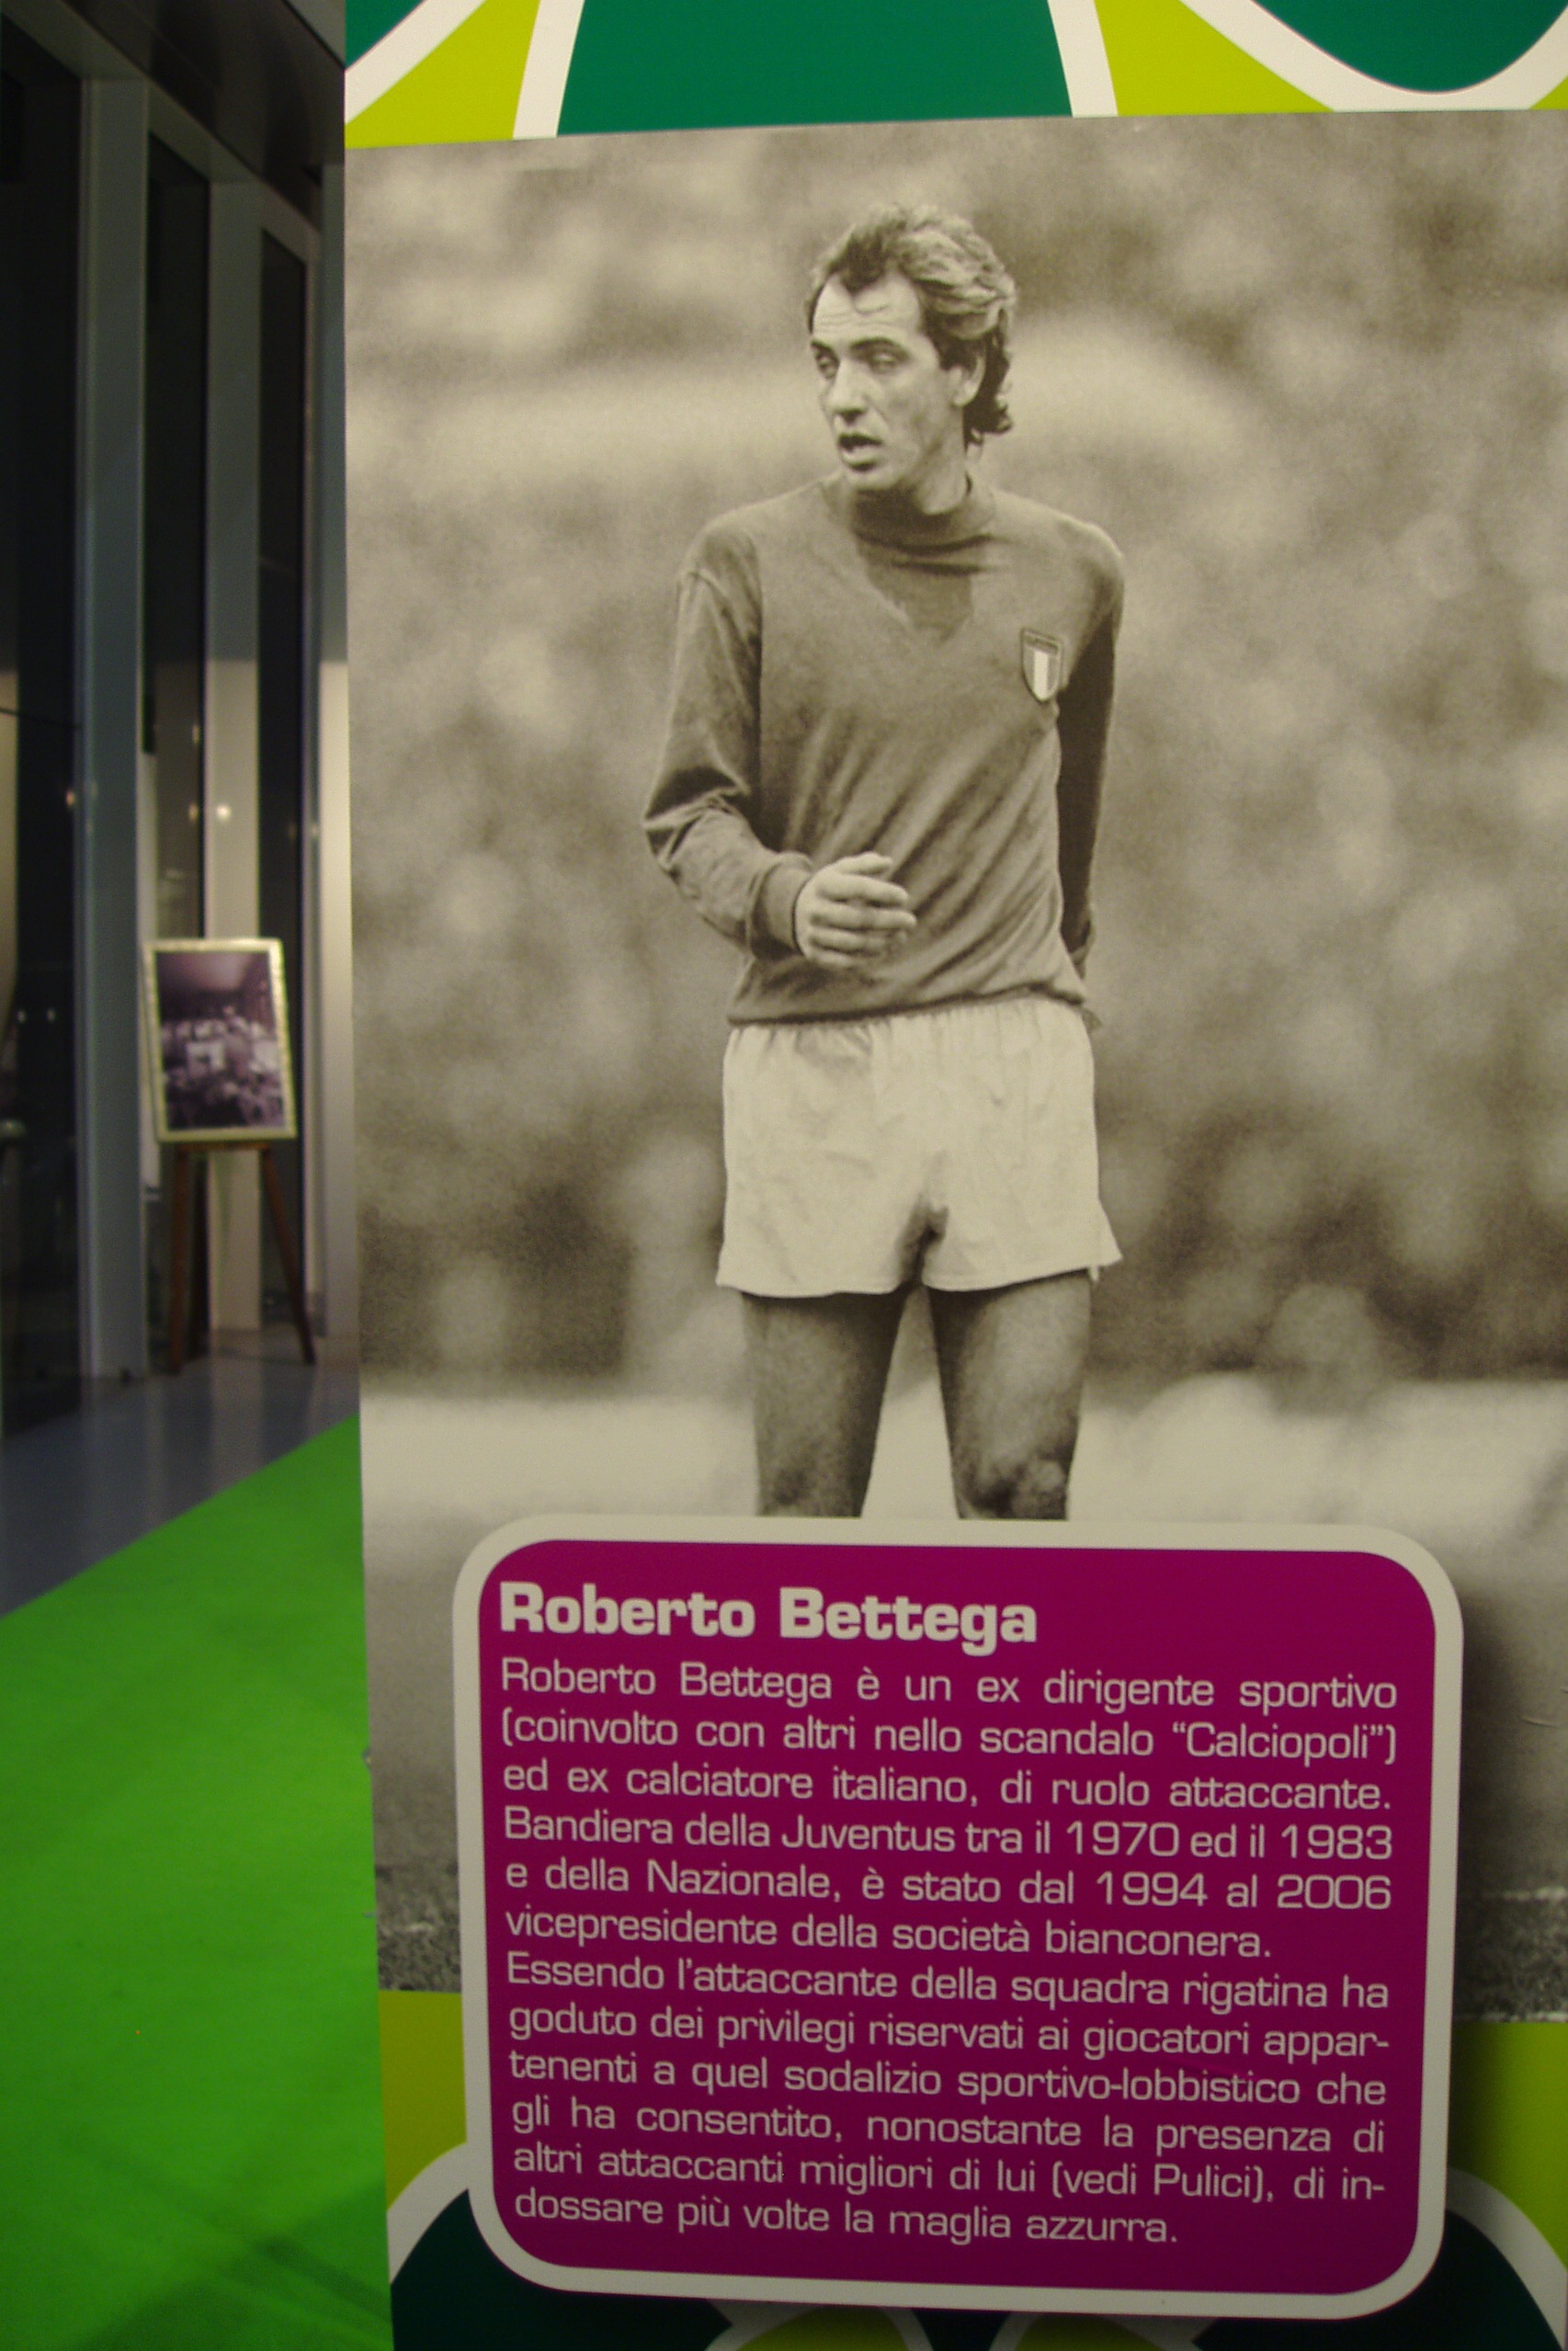 Roberto Bettega
Roberto Bettega è un ex dirigente sportivo
(coinvolto con altri nello scandalo “Calciopoli”)
ed ex calciatore italiano, di ruolo attaccante.
Bandiera della Juventus tra il 1970 ed il 1983
e della Nazionale, è stato dal 1994 al 2006
vicepresidente della società bianconera.
Essendo l’attaccante della squadra rigatina ha
goduto dei privilegi riservati ai giocatori appar-
tenenti a quel sodalizio sportivo-lobbistico che
gli ha consentito, nonostante la presenza di
altri attaccanti migliori di lui (vedi Pulici), di in-
dossare più volte la maglia azzurra.